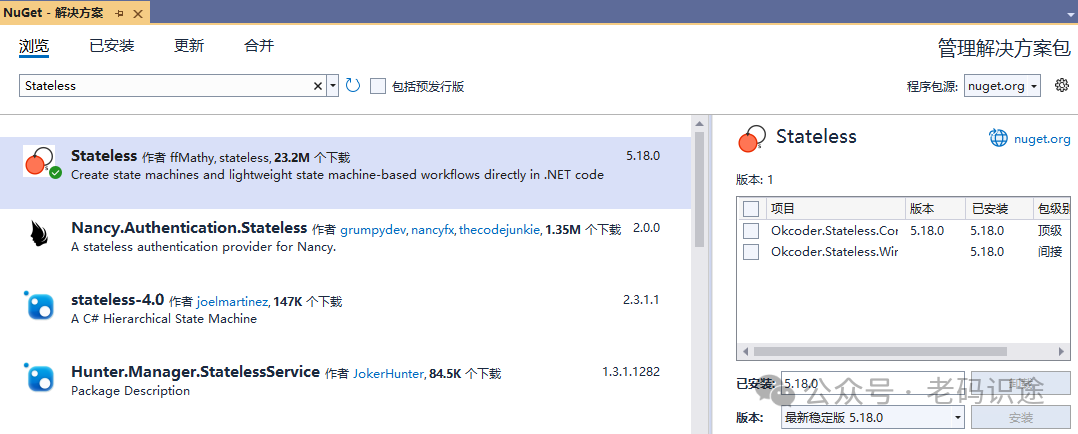 NuGet - 解决方案
浏览 已安装 更新 合并
管理解决方案包
Stateless
包括预发行版
程序包源: nuget.org
Stateless 作者 ffMathy, stateless, 23.2M 个下载 5.18.0
Create state machines and lightweight state machine-based workflows directly in .NET code
Nancy.Authentication.Stateless 作者 grumpydev, nancyfx, thecodejunkie, 1.35M 个下载 2.0.0
A stateless authentication provider for Nancy.
stateless-4.0 作者 joelmartinez, 147K 个下载 2.3.1.1
A C# Hierarchical State Machine
Hunter.Manager.StatelessService 作者 JokerHunter, 84.5K 个下载 1.3.1.1282
Package Description
Stateless
nuget.org
版本: 1
项目 版本 已安装 包级别
Okcoder.Stateless.Cor 5.18.0 5.18.0 顶级
Okcoder.Stateless.Wir 5.18.0 间接
已安装: 5.18.0
公众号 · 老码识途
版本: 最新稳定版 5.18.0 安装